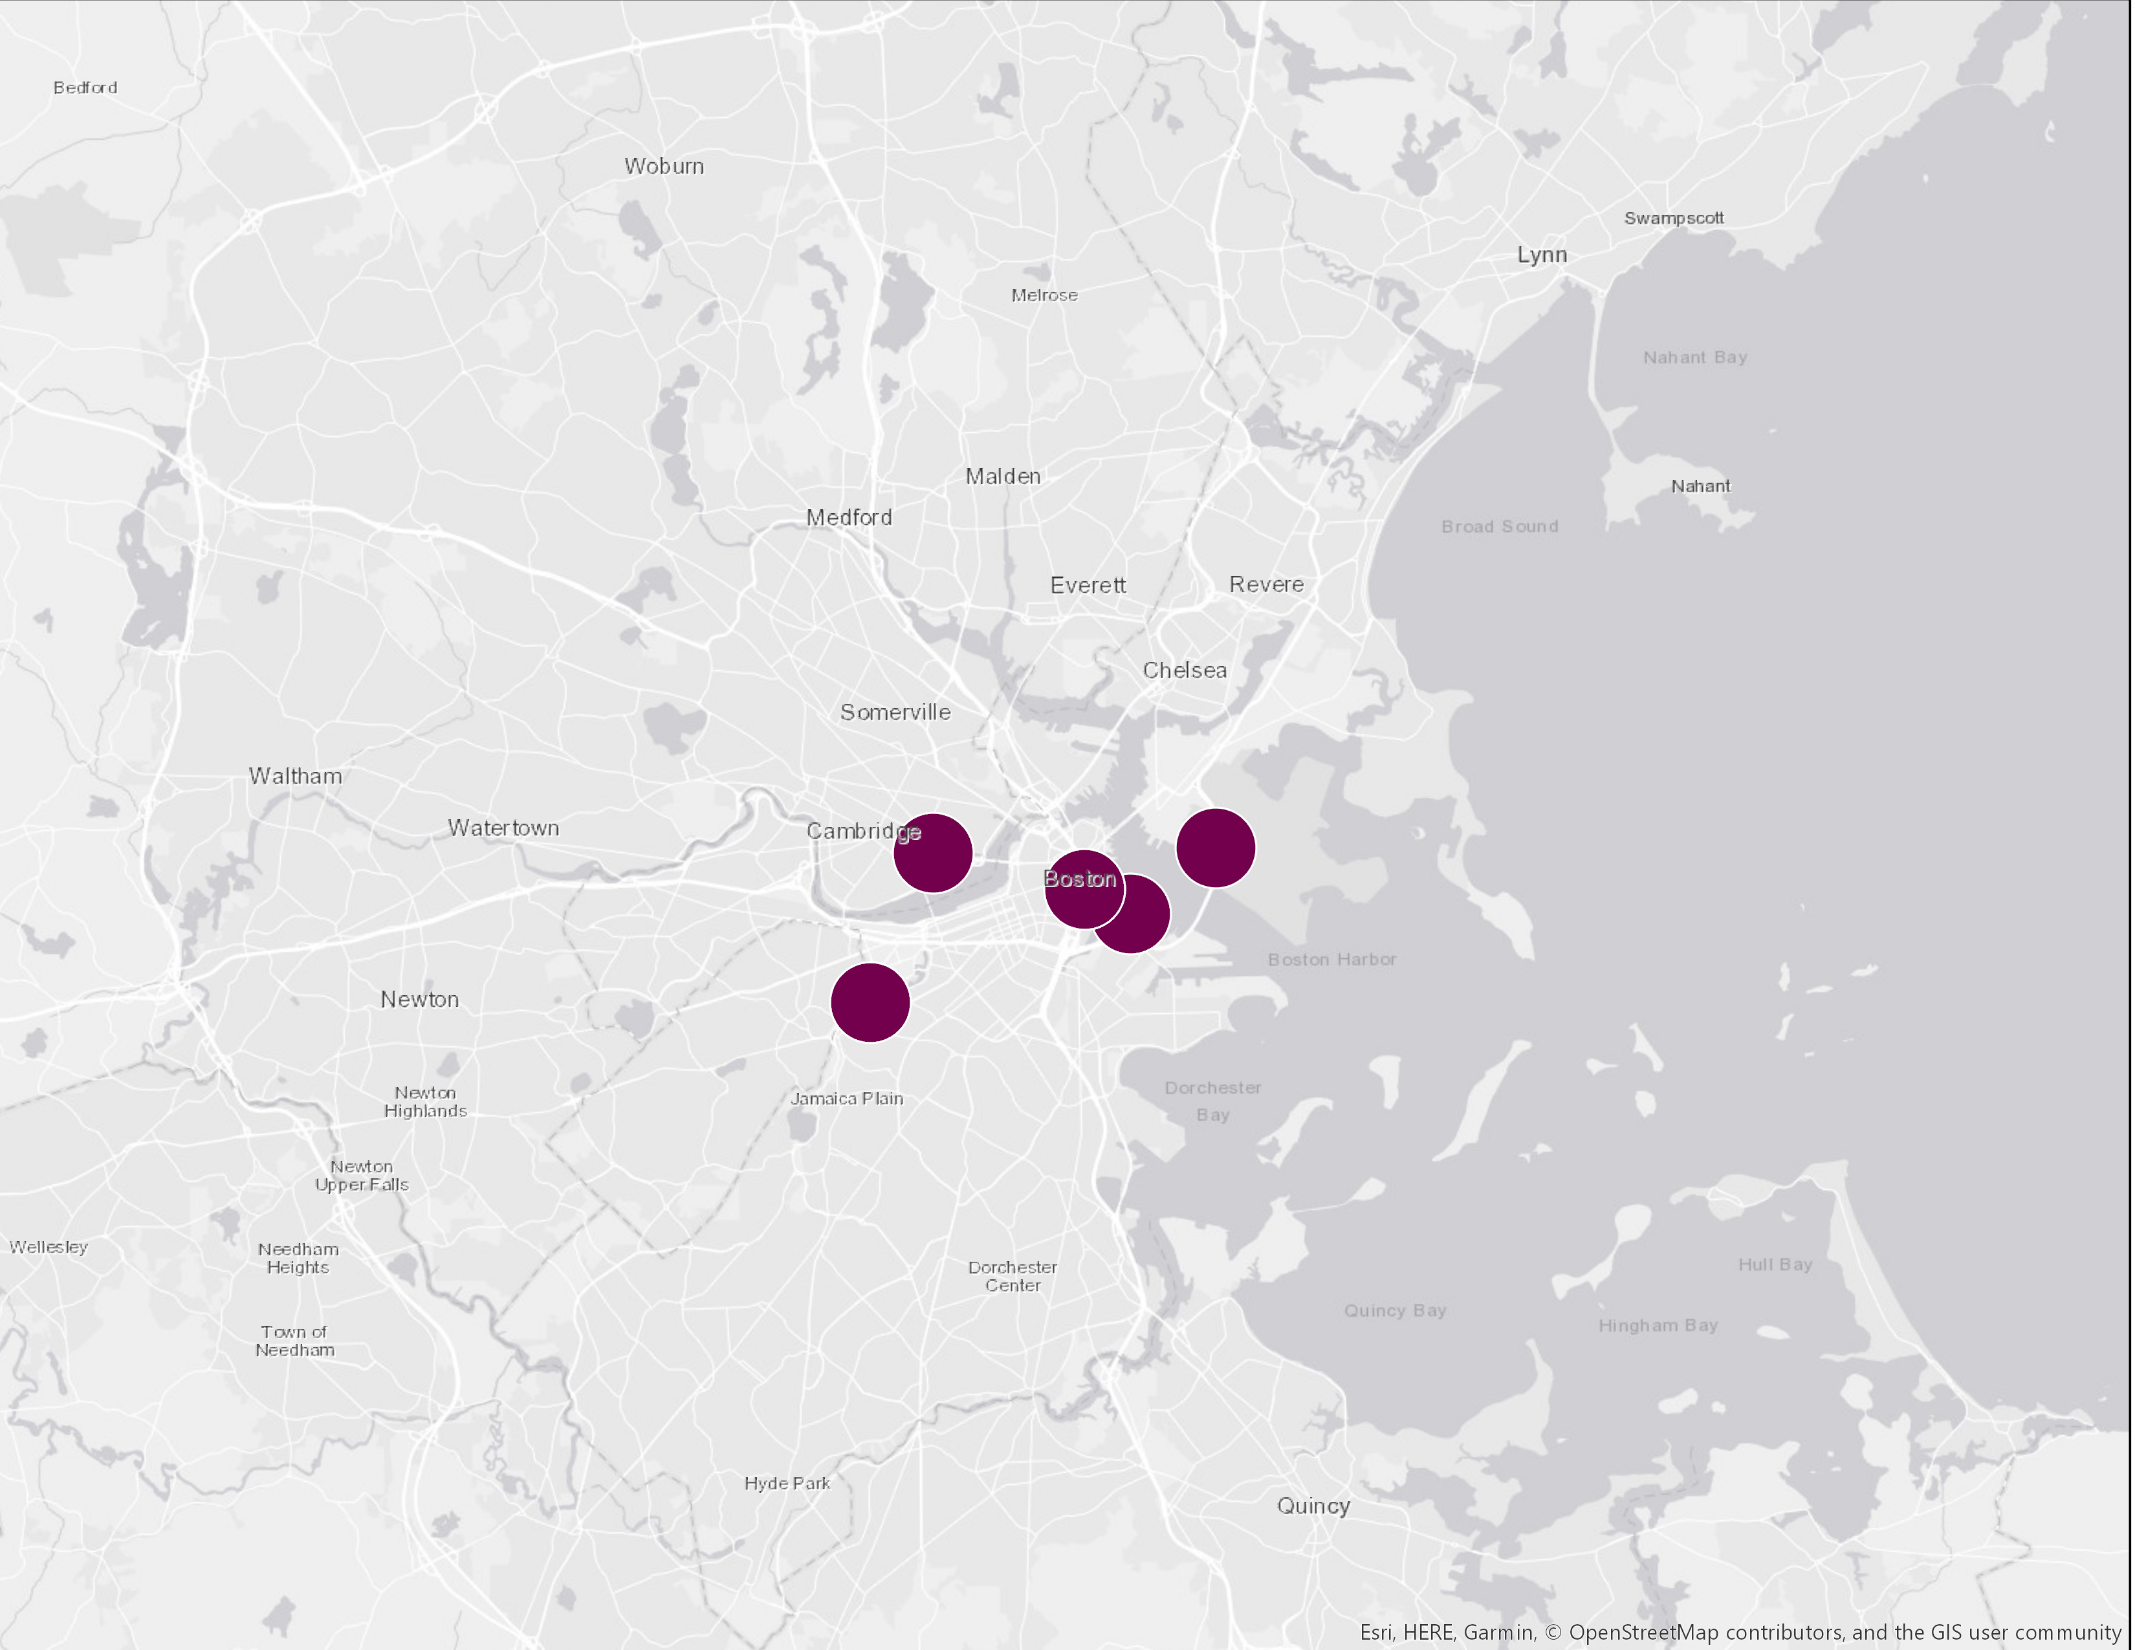 Bedford
Woburn
Swampscott
Lynn
Melrose
Nahant Bay
Malden
Nahant
Medford
Broad Sound
Everett
Revere
Chelsea
Somerville
Waltham
Watertown
Cambridge
Boston
Boston Harbor
Newton
Newton
Highlands
Jamaica Plain
Dorchester
Bay
Newton
Upper Falls
Wellesley
Needham
Heights
Dorchester
Center
Hull Bay
Quincy Bay
Hingham Bay
Town of
Needham
Hyde Park
Quincy
Esri, HERE, Garmin, © OpenStreetMap contributors, and the GIS user community